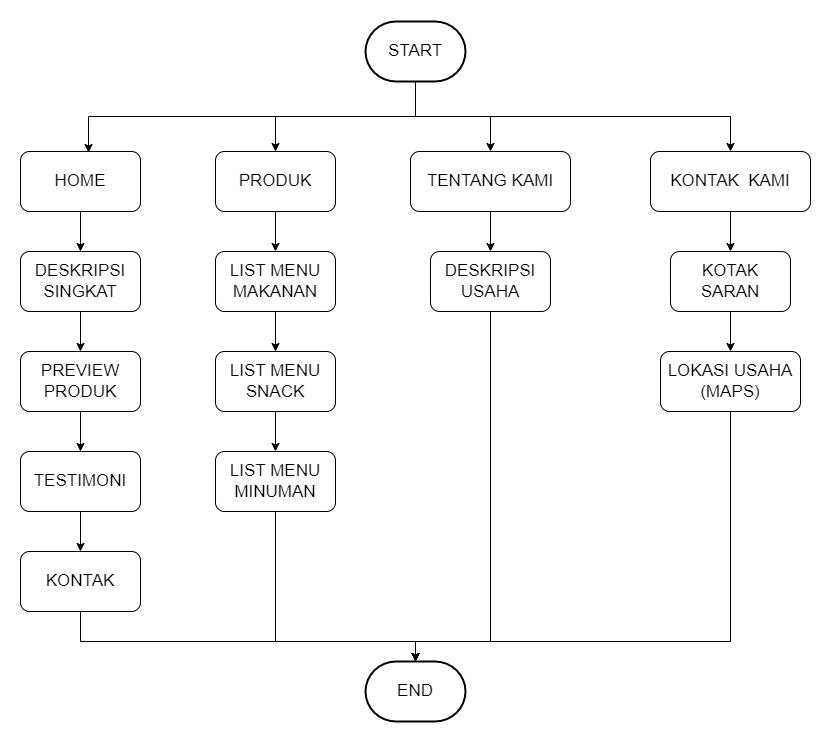 START
HOME
PRODUK
TENTANG KAMI
KONTAK  KAMI
DESKRIPSI
SINGKAT
LIST MENU
MAKANAN
DESKRIPSI
USAHA
KOTAK
SARAN
PREVIEW
PRODUK
LIST MENU
SNACK
LOKASI USAHA
(MAPS)
TESTIMONI
LIST MENU
MINUMAN
KONTAK
END